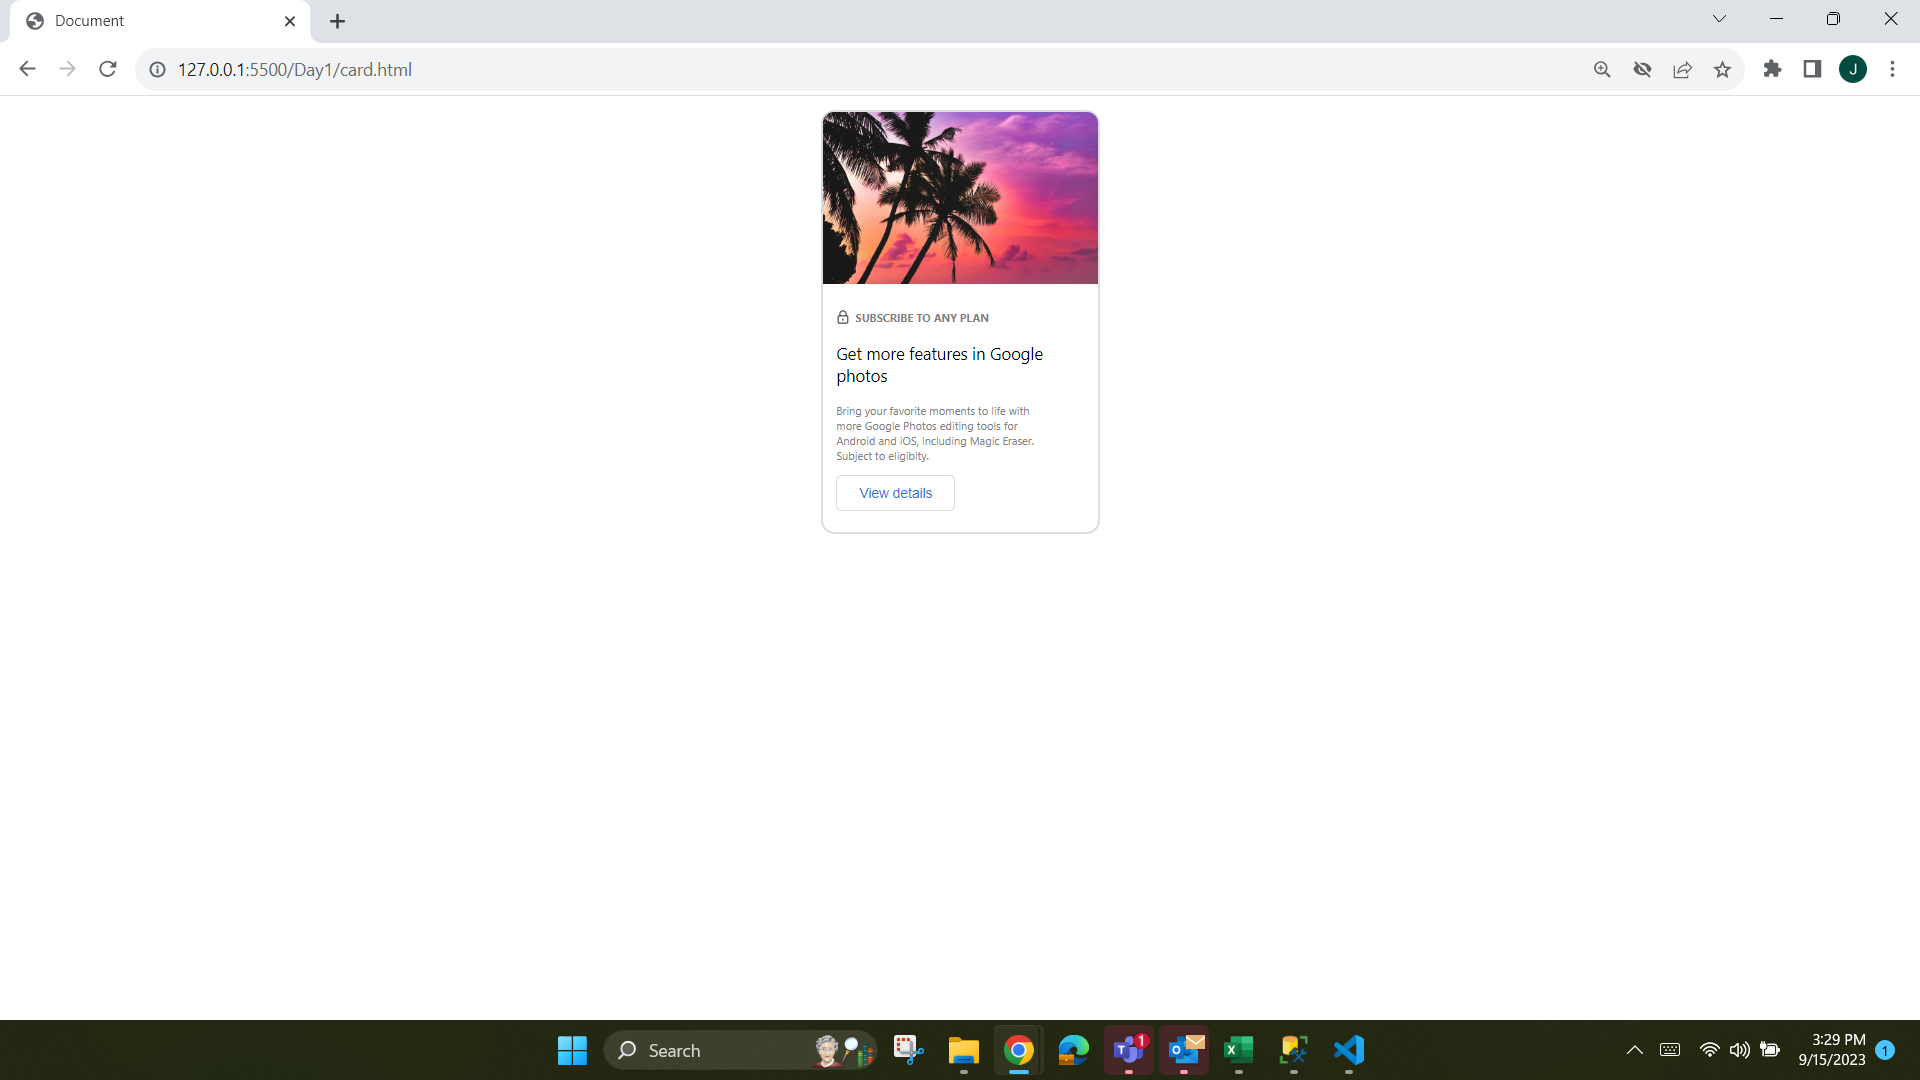 Document
127.0.0.1:5500/Day1/card.html
J
SUBSCRIBE TO ANY PLAN
Get more features in Google
photos
Bring your favorite moments to life with
more Google Photos editing tools for
Android and iOS, including Magic Eraser.
Subject to eligibity.
View details
Search
1
3:29 PM
9/15/2023
1